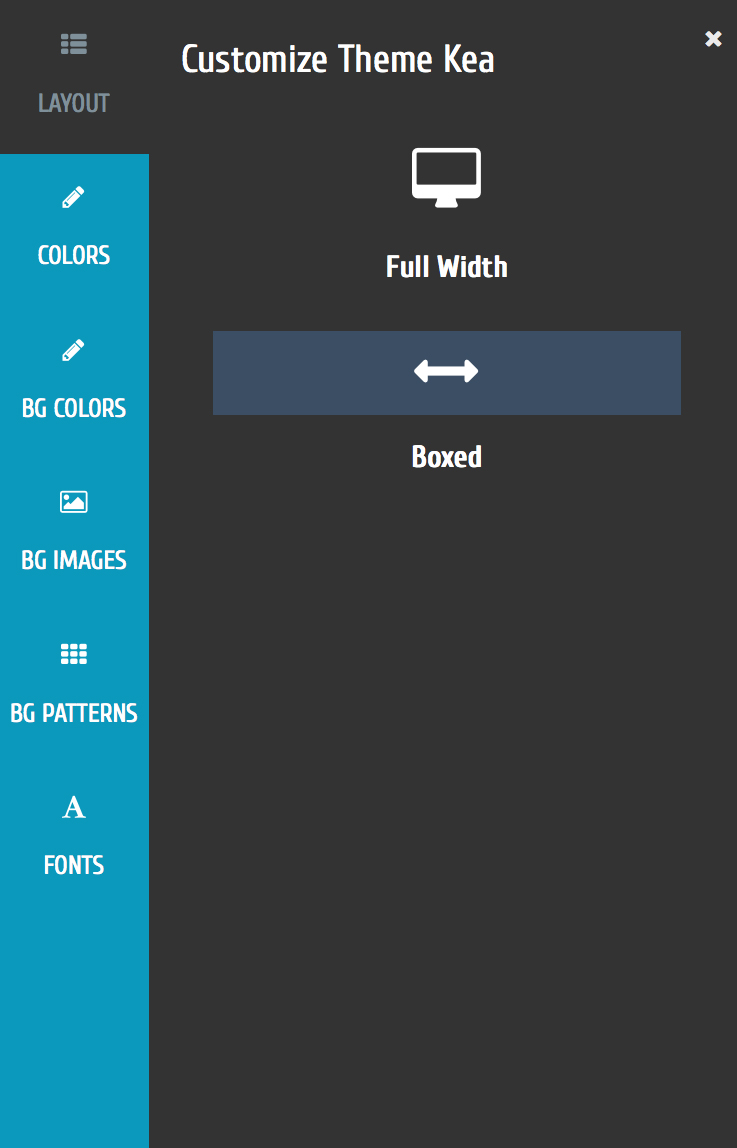 Customize Theme Kea
LAYOUT
COLORS
BG COLORS
BG IMAGES
BG PATTERNS
FONTS
Full Width
Boxed